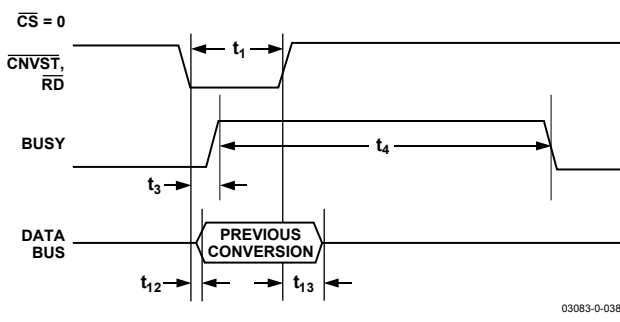 CS = 0
CNVST,
RD
t1
BUSY
t4
t3
DATA
BUS
PREVIOUS
CONVERSION
t12
t13
03083-0-038